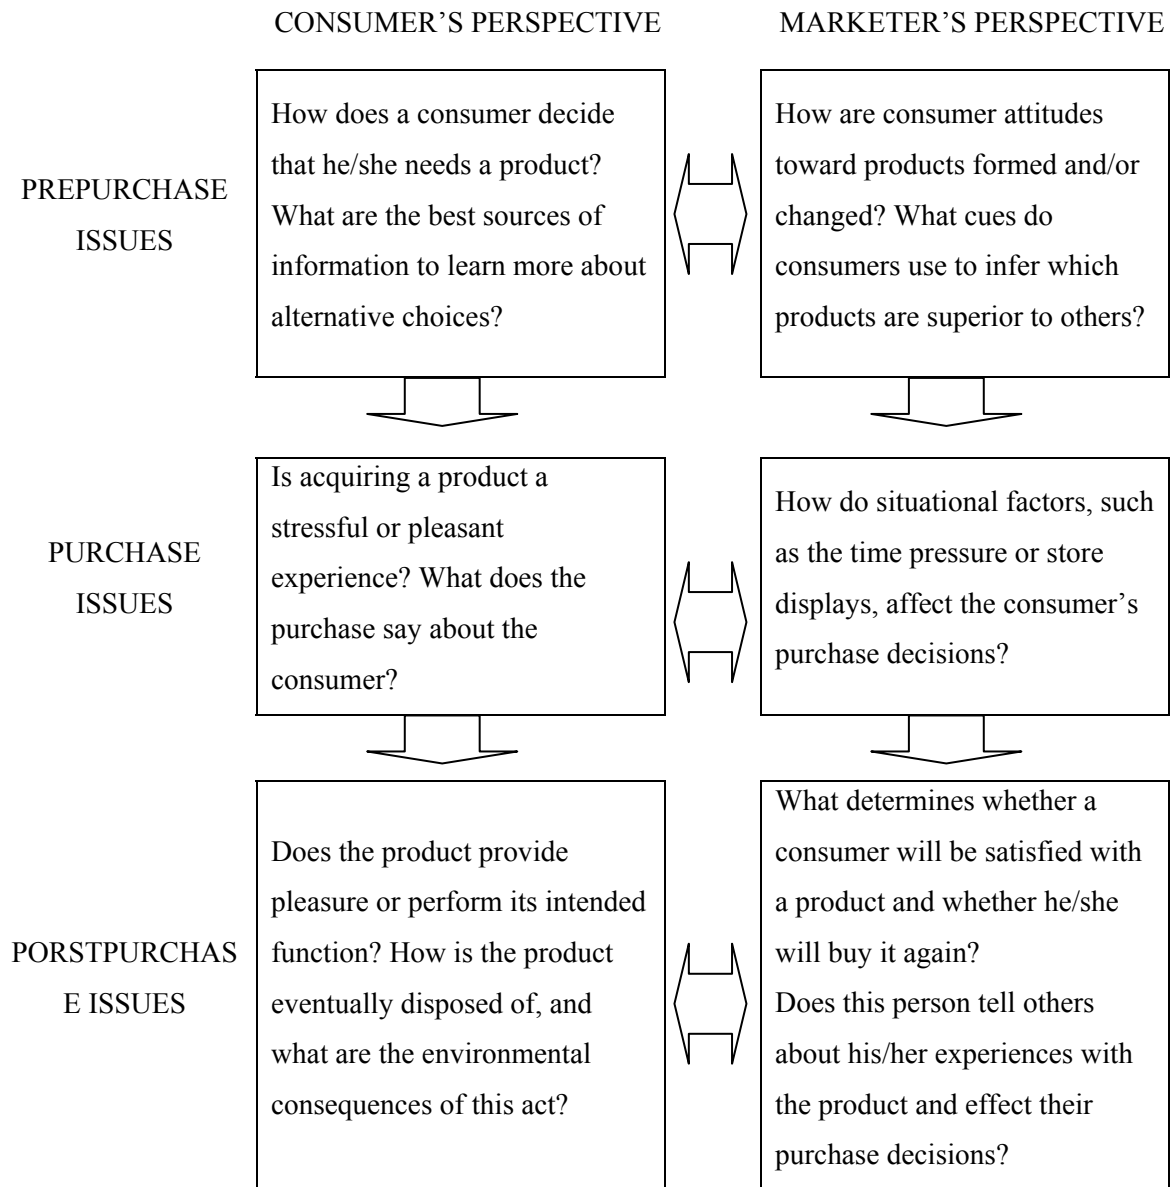 CONSUMER’S PERSPECTIVE
MARKETER’S PERSPECTIVE
PREPURCHASE
ISSUES
How does a consumer decide
that he/she needs a product?
What are the best sources of
information to learn more about
alternative choices?
How are consumer attitudes
toward products formed and/or
changed? What cues do
consumers use to infer which
products are superior to others?
PURCHASE
ISSUES
Is acquiring a product a
stressful or pleasant
experience? What does the
purchase say about the
consumer?
How do situational factors, such
as the time pressure or store
displays, affect the consumer’s
purchase decisions?
PORSTPURCHAS
E ISSUES
Does the product provide
pleasure or perform its intended
function? How is the product
eventually disposed of, and
what are the environmental
consequences of this act?
What determines whether a
consumer will be satisfied with
a product and whether he/she
will buy it again?
Does this person tell others
about his/her experiences with
the product and effect their
purchase decisions?